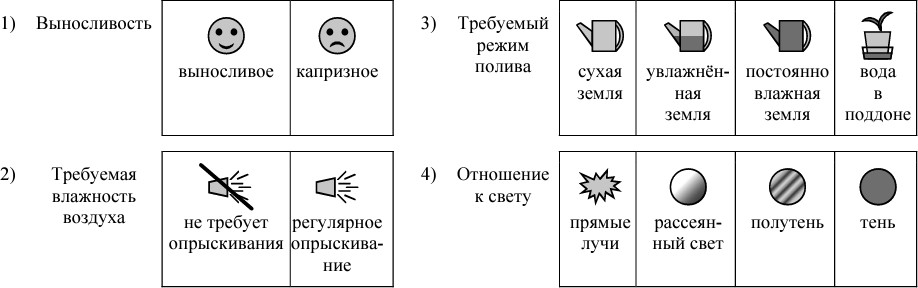 1) Выносливость
выносливое
капризное
2) Требуемая
влажность
воздуха
не требует
опрыскивания
регулярное
опрыскива-
ние
3) Требуемый
режим
полива
сухая
земля
увлажнён-
ная
земля
постоянно
влажная
земля
вода
в
поддоне
4) Отношение
к свету
прямые
лучи
рассеян-
ный свет
полутень
тень